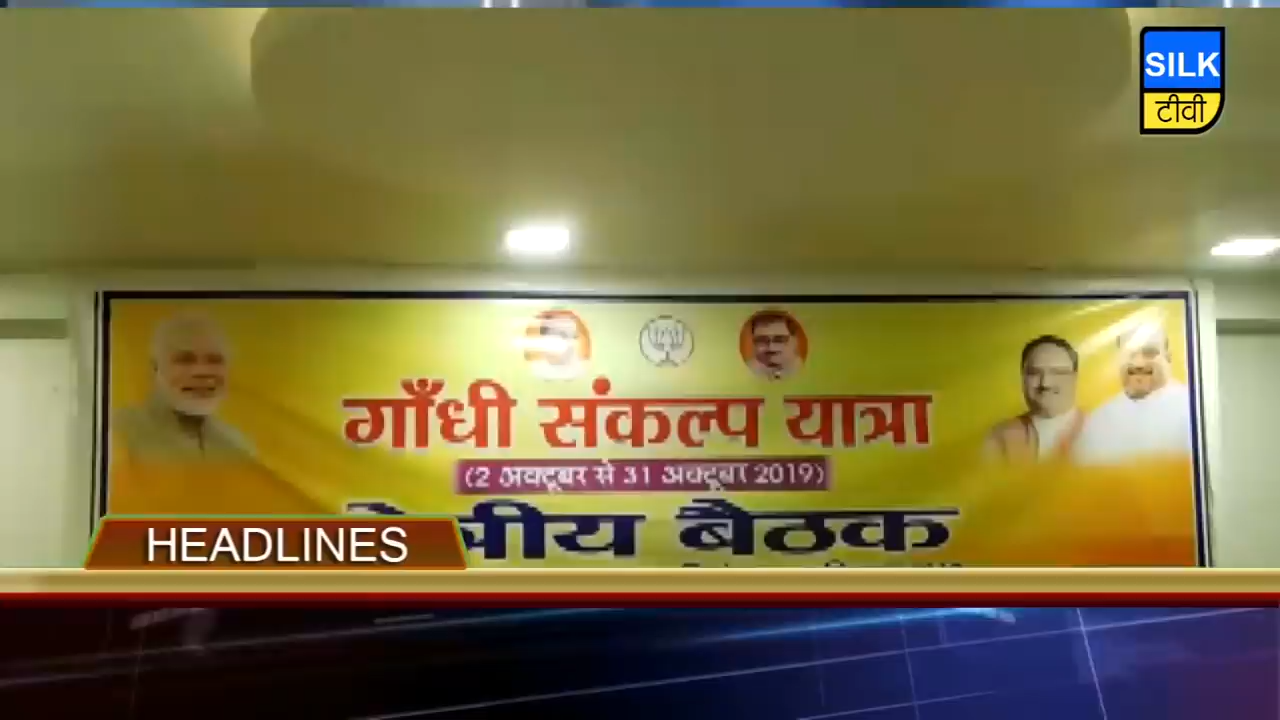 SILK
टीवी
गाँधी संकल्प यात्रा
(2 अक्टूबर से 31 अक्टूबर 2019)
बैठक
HEADLINES